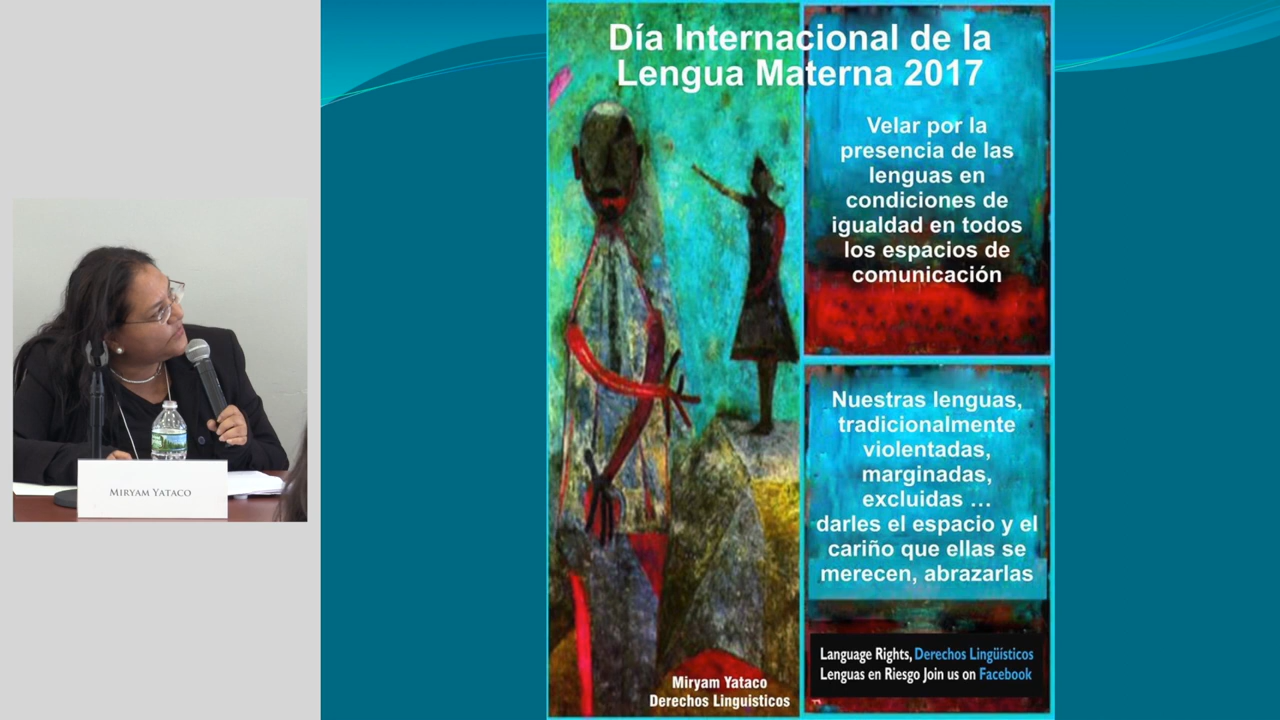 Día Internacional de la
Lengua Materna 2017
Velar por la
presencia de las
lenguas en
condiciones de
igualdad en todos
los espacios de
comunicación
Nuestras lenguas,
tradicionalmente
violentadas,
marginadas,
excluidas …
darles el espacio y el
cariño que ellas se
merecen, abrazarlas
Language Rights, Derechos Lingüísticos
Lenguas en Riesgo Join us on Facebook
Miryam Yataco
Derechos Linguisticos
Miryam Yataco